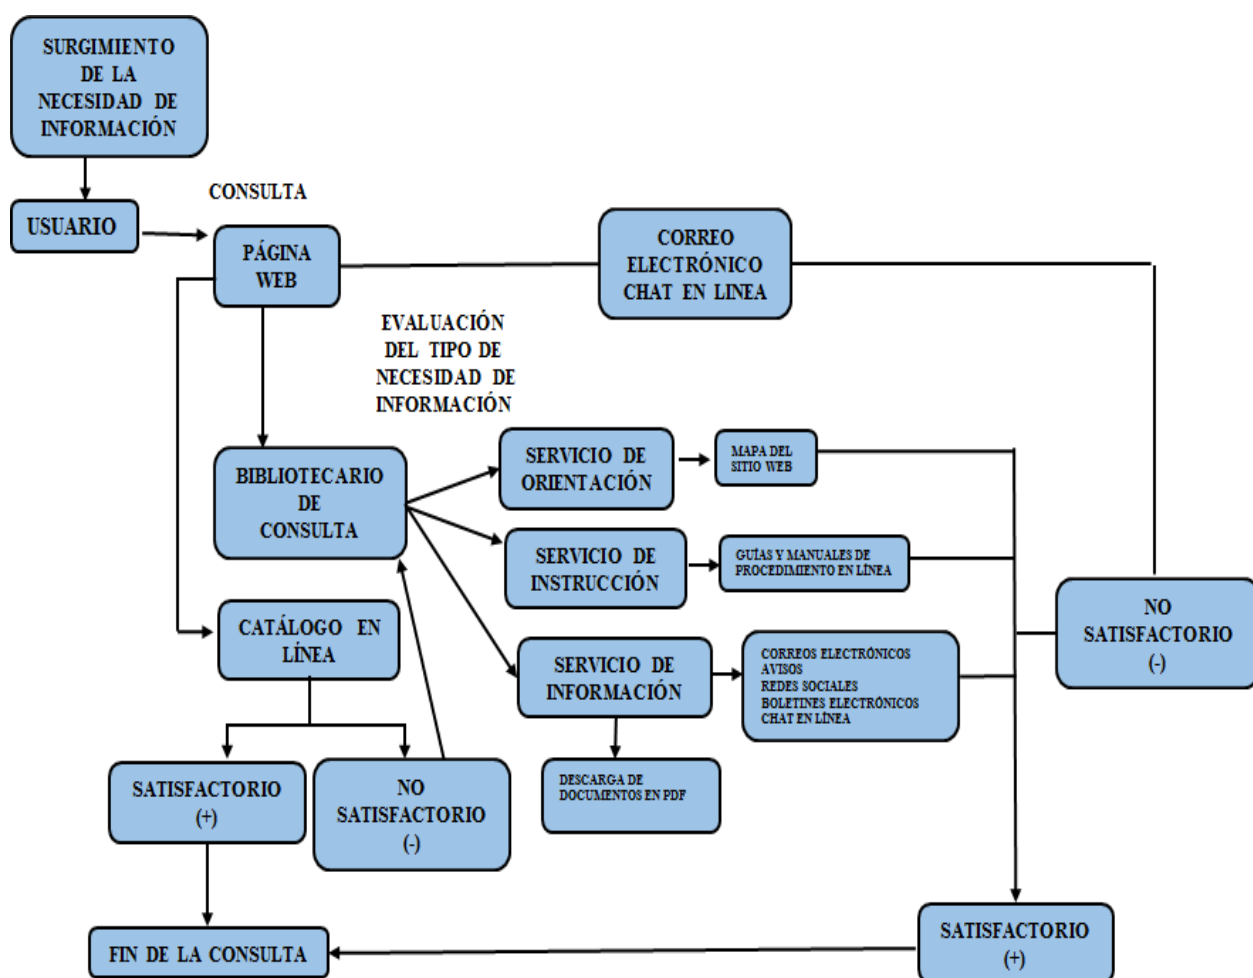 SURGIMIENTO
DE LA
NECESIDAD DE
INFORMACIÓN
USUARIO
CONSULTA
PÁGINA
WEB
CORREO
ELECTRÓNICO
CHAT EN LINEA
EVALUACIÓN
DEL TIPO DE
NECESIDAD DE
INFORMACIÓN
BIBLIOTECARIO
DE
CONSULTA
SERVICIO DE
ORIENTACIÓN
MAPA DEL
SITIO WEB
SERVICIO DE
INSTRUCCIÓN
GUÍAS Y MANUALES DE
PROCEDIMIENTO EN LÍNEA
NO
SATISFACTORIO
(-)
CATÁLOGO EN
LÍNEA
SERVICIO DE
INFORMACIÓN
CORREOS ELECTRÓNICOS
AVISOS
REDES SOCIALES
BOLETINES ELECTRÓNICOS
CHAT EN LÍNEA
SATISFACTORIO
(+)
NO
SATISFACTORIO
(-)
DESCARGA DE
DOCUMENTOS EN PDF
FIN DE LA CONSULTA
SATISFACTORIO
(+)